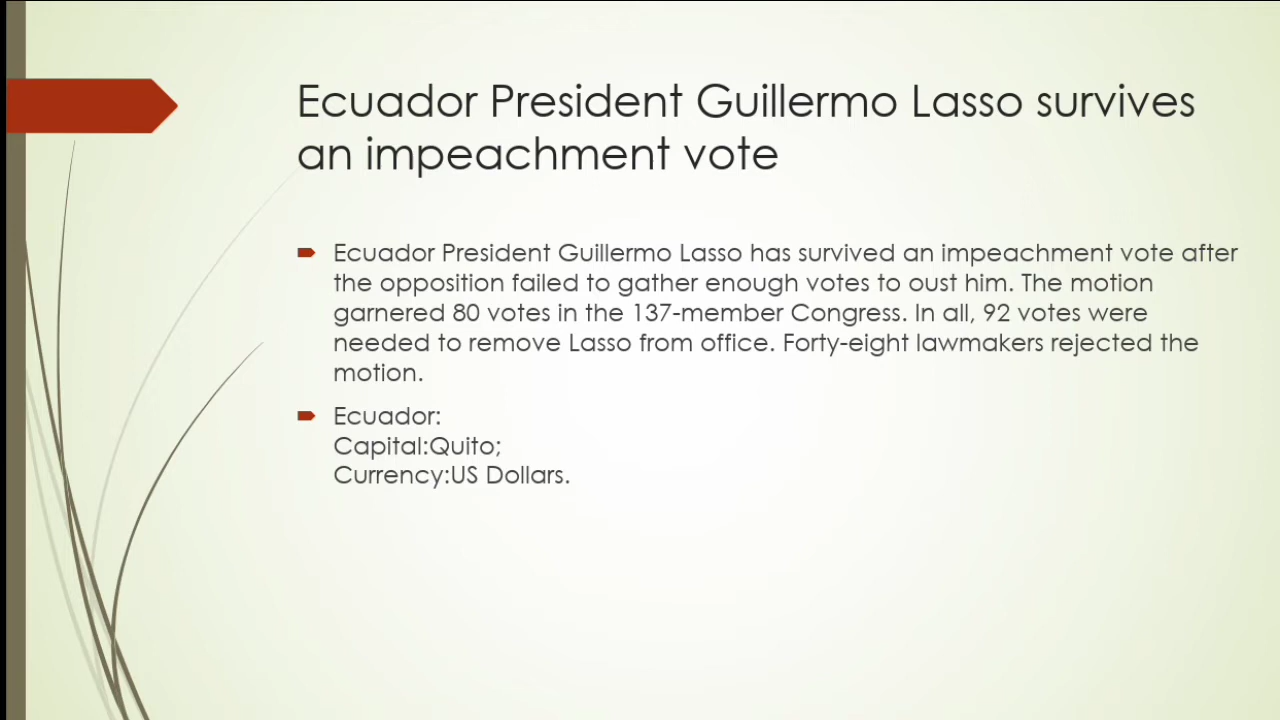 Ecuador President Guillermo Lasso survives
an impeachment vote
Ecuador President Guillermo Lasso has survived an impeachment vote after
the opposition failed to gather enough votes to oust him. The motion
garnered 80 votes in the 137-member Congress. In all, 92 votes were
needed to remove Lasso from office. Forty-eight lawmakers rejected the
motion.
Ecuador:
Capital:Quito;
Currency:US Dollars.